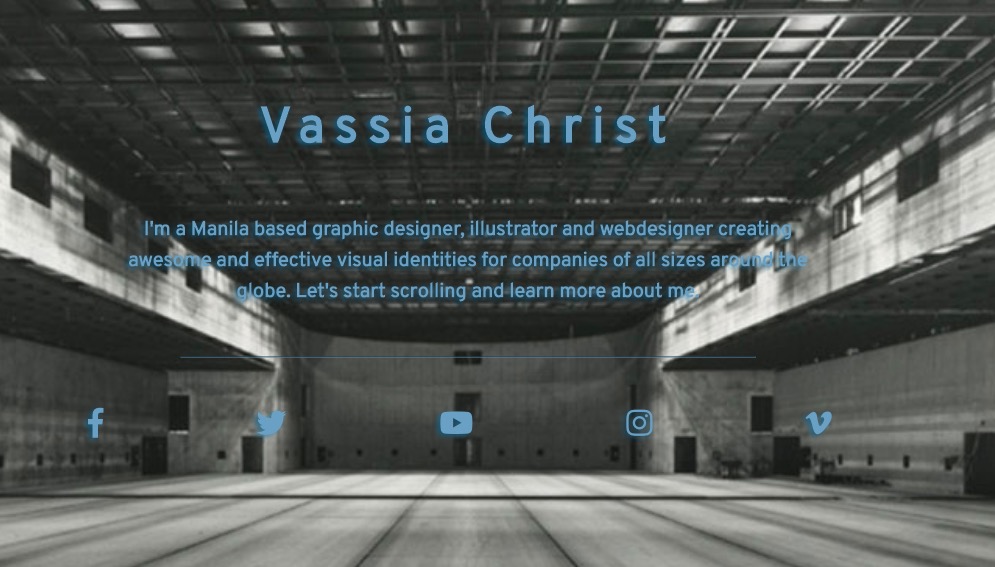 Vassia Christ
I'm a Manila based graphic designer, illustrator and webdesigner creating
awesome and effective visual identities for companies of all sizes around the
globe. Let's start scrolling and learn more about me.